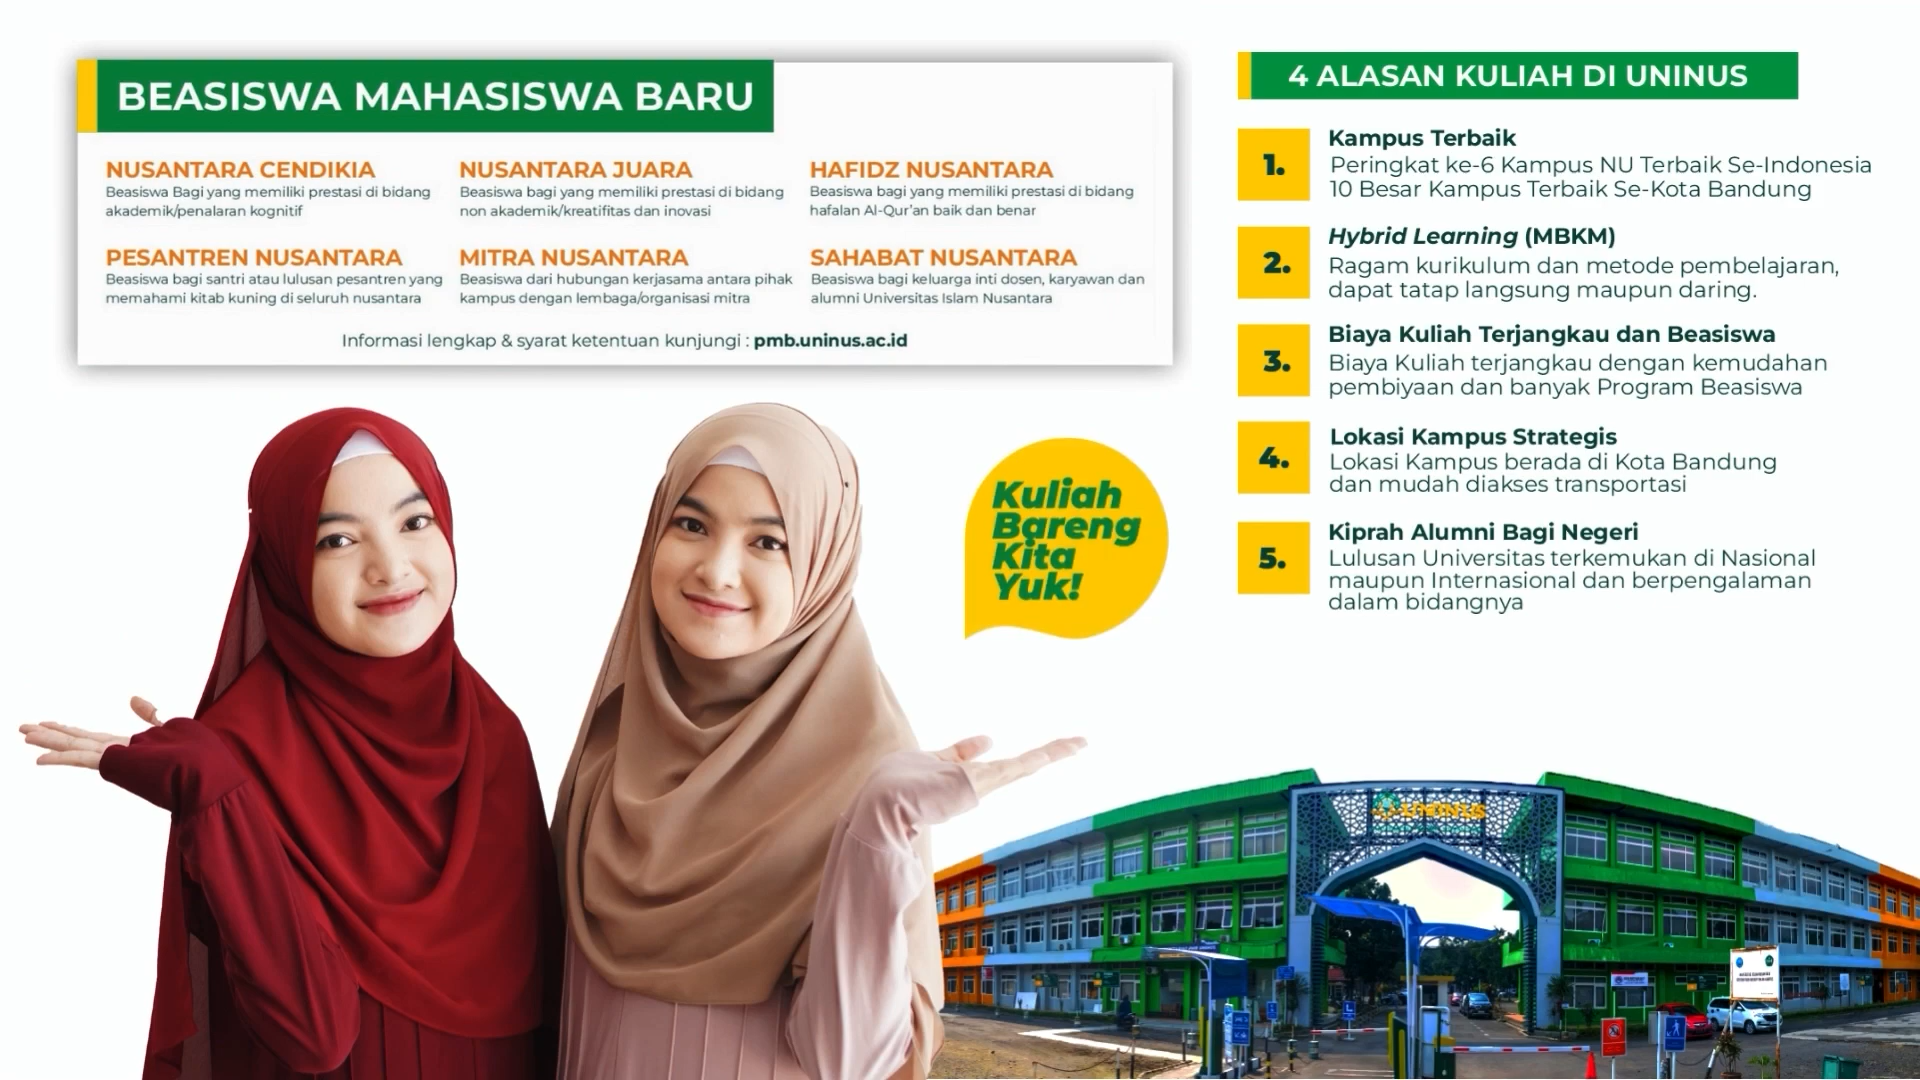 BEASISWA MAHASISWA BARU
NUSANTARA CENDIKIA
Beasiswa Bagi yang memiliki prestasi di bidang
akademik/penalaran kognitif
NUSANTARA JUARA
Beasiswa bagi yang memiliki prestasi di bidang
non akademik/kreatifitas dan inovasi
HAFIDZ NUSANTARA
Beasiswa bagi yang memiliki prestasi di bidang
hafalan Al-Qur'an baik dan benar
PESANTREN NUSANTARA
Beasiswa bagi santri atau lulusan pesantren yang
memahami kitab kuning di seluruh nusantara
MITRA NUSANTARA
Beasiswa dari hubungan kerjasama antara pihak
kampus dengan lembaga/organisasi mitra
SAHABAT NUSANTARA
Beasiswa bagi keluarga inti dosen, karyawan dan
alumni Universitas Islam Nusantara
Informasi lengkap & syarat ketentuan kunjungi : pmb.uninus.ac.id
4 ALASAN KULIAH DI UNINUS
1.
Kampus Terbaik
Peringkat ke-6 Kampus NU Terbaik Se-Indonesia
10 Besar Kampus Terbaik Se-Kota Bandung
2.
Hybrid Learning (MBKM)
Ragam kurikulum dan metode pembelajaran,
dapat tatap langsung maupun daring.
3.
Biaya Kuliah Terjangkau dan Beasiswa
Biaya Kuliah terjangkau dengan kemudahan
pembiyaan dan banyak Program Beasiswa
4.
Lokasi Kampus Strategis
Lokasi Kampus berada di Kota Bandung
dan mudah diakses transportasi
5.
Kiprah Alumni Bagi Negeri
Lulusan Universitas terkemukan di Nasional
maupun Internasional dan berpengalaman
dalam bidangnya
Kuliah
Bareng
Kita
Yuk!
UNINUS